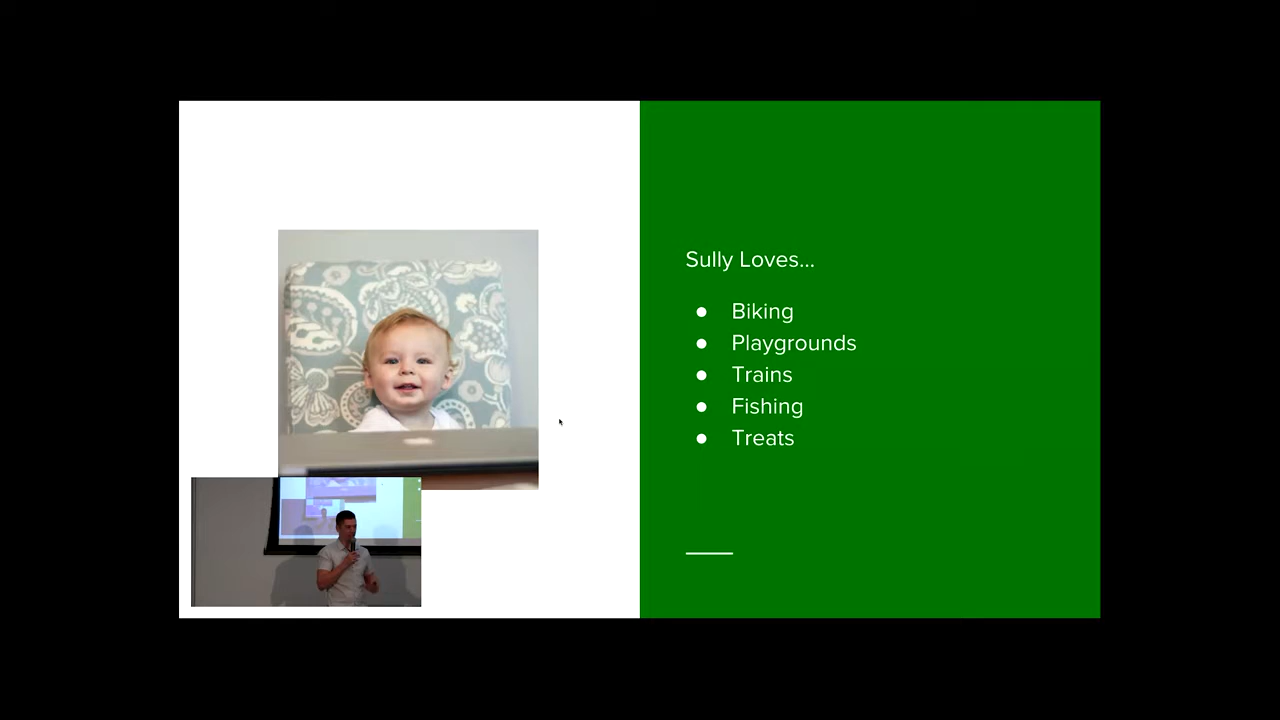 Sully Loves...
● Biking
● Playgrounds
● Trains
● Fishing
● Treats